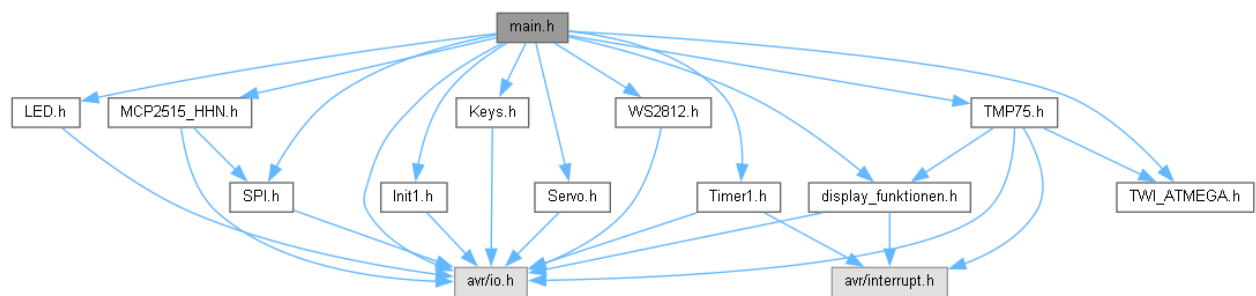 main.h
LED.h
MCP2515_HHN.h
Keys.h
WS2812.h
TMP75.h
SPI.h
Init1.h
Servo.h
Timer1.h
display_funktionen.h
TWI_ATMEGA.h
avr/io.h
avr/interrupt.h